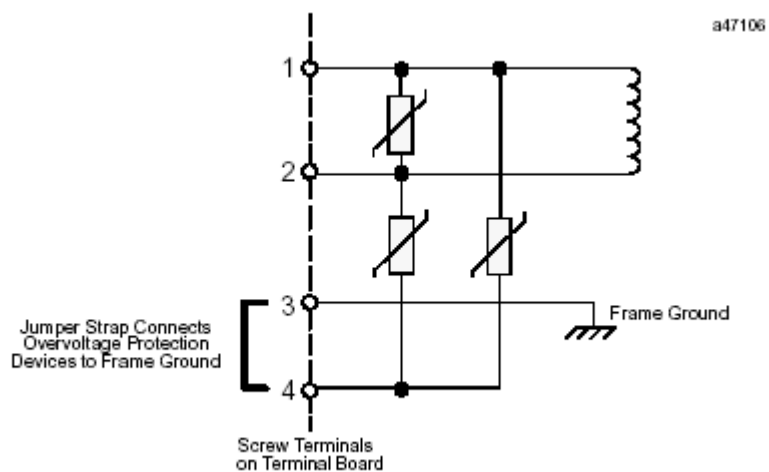 a47106
1
2
3
Frame Ground
Jumper Strap Connects
Overvoltage Protection
Devices to Frame Ground
4
Screw Terminals
on Terminal Board